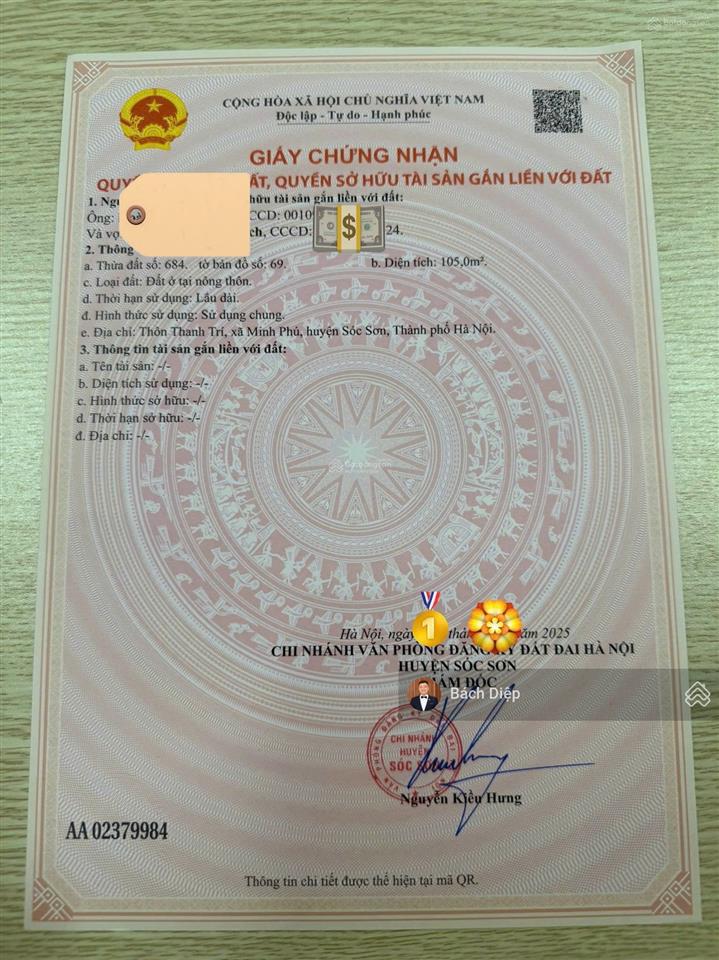 CỘNG HÒA XÃ HỘI CHỦ NGHĨA VIỆT NAM
Độc lập - Tự do - Hạnh phúc
GIẤY CHỨNG NHẬN
ẤT, QUYỀN SỞ HỮU TÀI SẢN GẮN LIỀN VỚI ĐẤT
1. hữu tài sản gắn liền với đất:
Ông: CCCD: 0010
Và vợ ch, CCCD: 24.
2. Thông
a. Thửa đất số: 684. tờ bản đồ số: 69. b. Diện tích: 105,0m².
c. Loại đất: Đất ở tại nông thôn.
d. Thời hạn sử dụng: Lâu dài.
đ. Hình thức sử dụng: Sử dụng chung.
e. Địa chỉ: Thôn Thanh Trí, xã Minh Phú, huyện Sóc Sơn, Thành phố Hà Nội.
3. Thông tin tài sản gắn liền với đất:
a. Tên tài sản: -/-
b. Diện tích sử dụng: -/-
c. Hình thức sở hữu: -/-
d. Thời hạn sở hữu: -/-
đ. Địa chỉ: -/-
Hà Nội, ngày 1 thán năm 2025
CHI NHÁNH VĂN PHÒNG ĐĂNG KÝ ĐẤT ĐAI HÀ NỘI
HUYỆN SÓC SƠN
IÁM ĐỐC
Bách Diệp
CHI NHÁNH
HUYỆN
SÓC SƠN
Nguyễn Kiều Hưng
AA 02379984
Thông tin chi tiết được thể hiện tại mã QR.